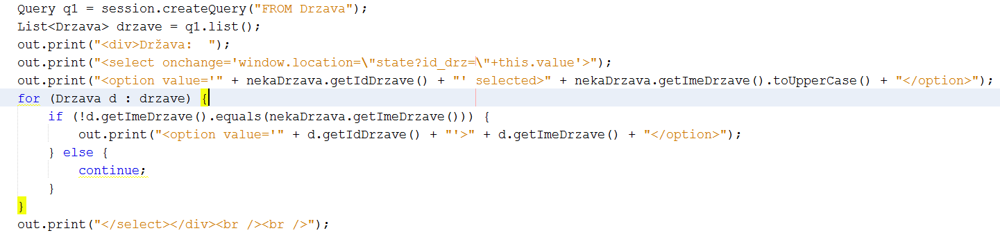 Query q1 = session.createQuery("FROM Drzava");
List<Drzava> drzave = q1.list();
out.print("<div>Država:  ");
out.print("<select onchange='window.location=\"state?id_drz=\"+this.value'>");
out.print("<option value='" + nekaDrzava.getIdDrzave() + "' selected>" + nekaDrzava.getImeDrzave().toUpperCase() + "</option>");
for (Drzava d : drzave) {
    if (!d.getImeDrzave().equals(nekaDrzava.getImeDrzave())) {
        out.print("<option value='" + d.getIdDrzave() + "'>" + d.getImeDrzave() + "</option>");
    } else {
        continue;
    }
}
out.print("</select></div><br /><br />");